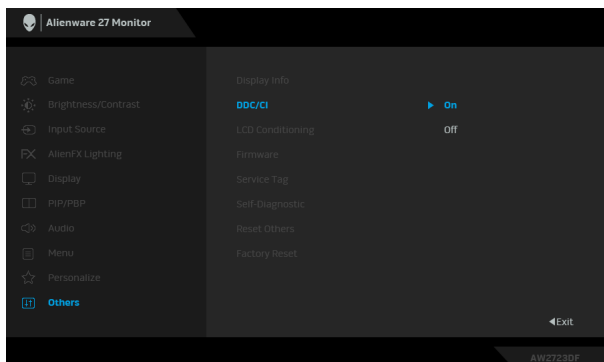 Alienware 27 Monitor
Game
Brightness/Contrast
Input Source
AlienFX Lighting
Display
PIP/PBP
Audio
Menu
Personalize
Others
Display Info
DDC/CI
LCD Conditioning
Firmware
Service Tag
Self-Diagnostic
Reset Others
Factory Reset
On
Off
Exit
AW2723DF